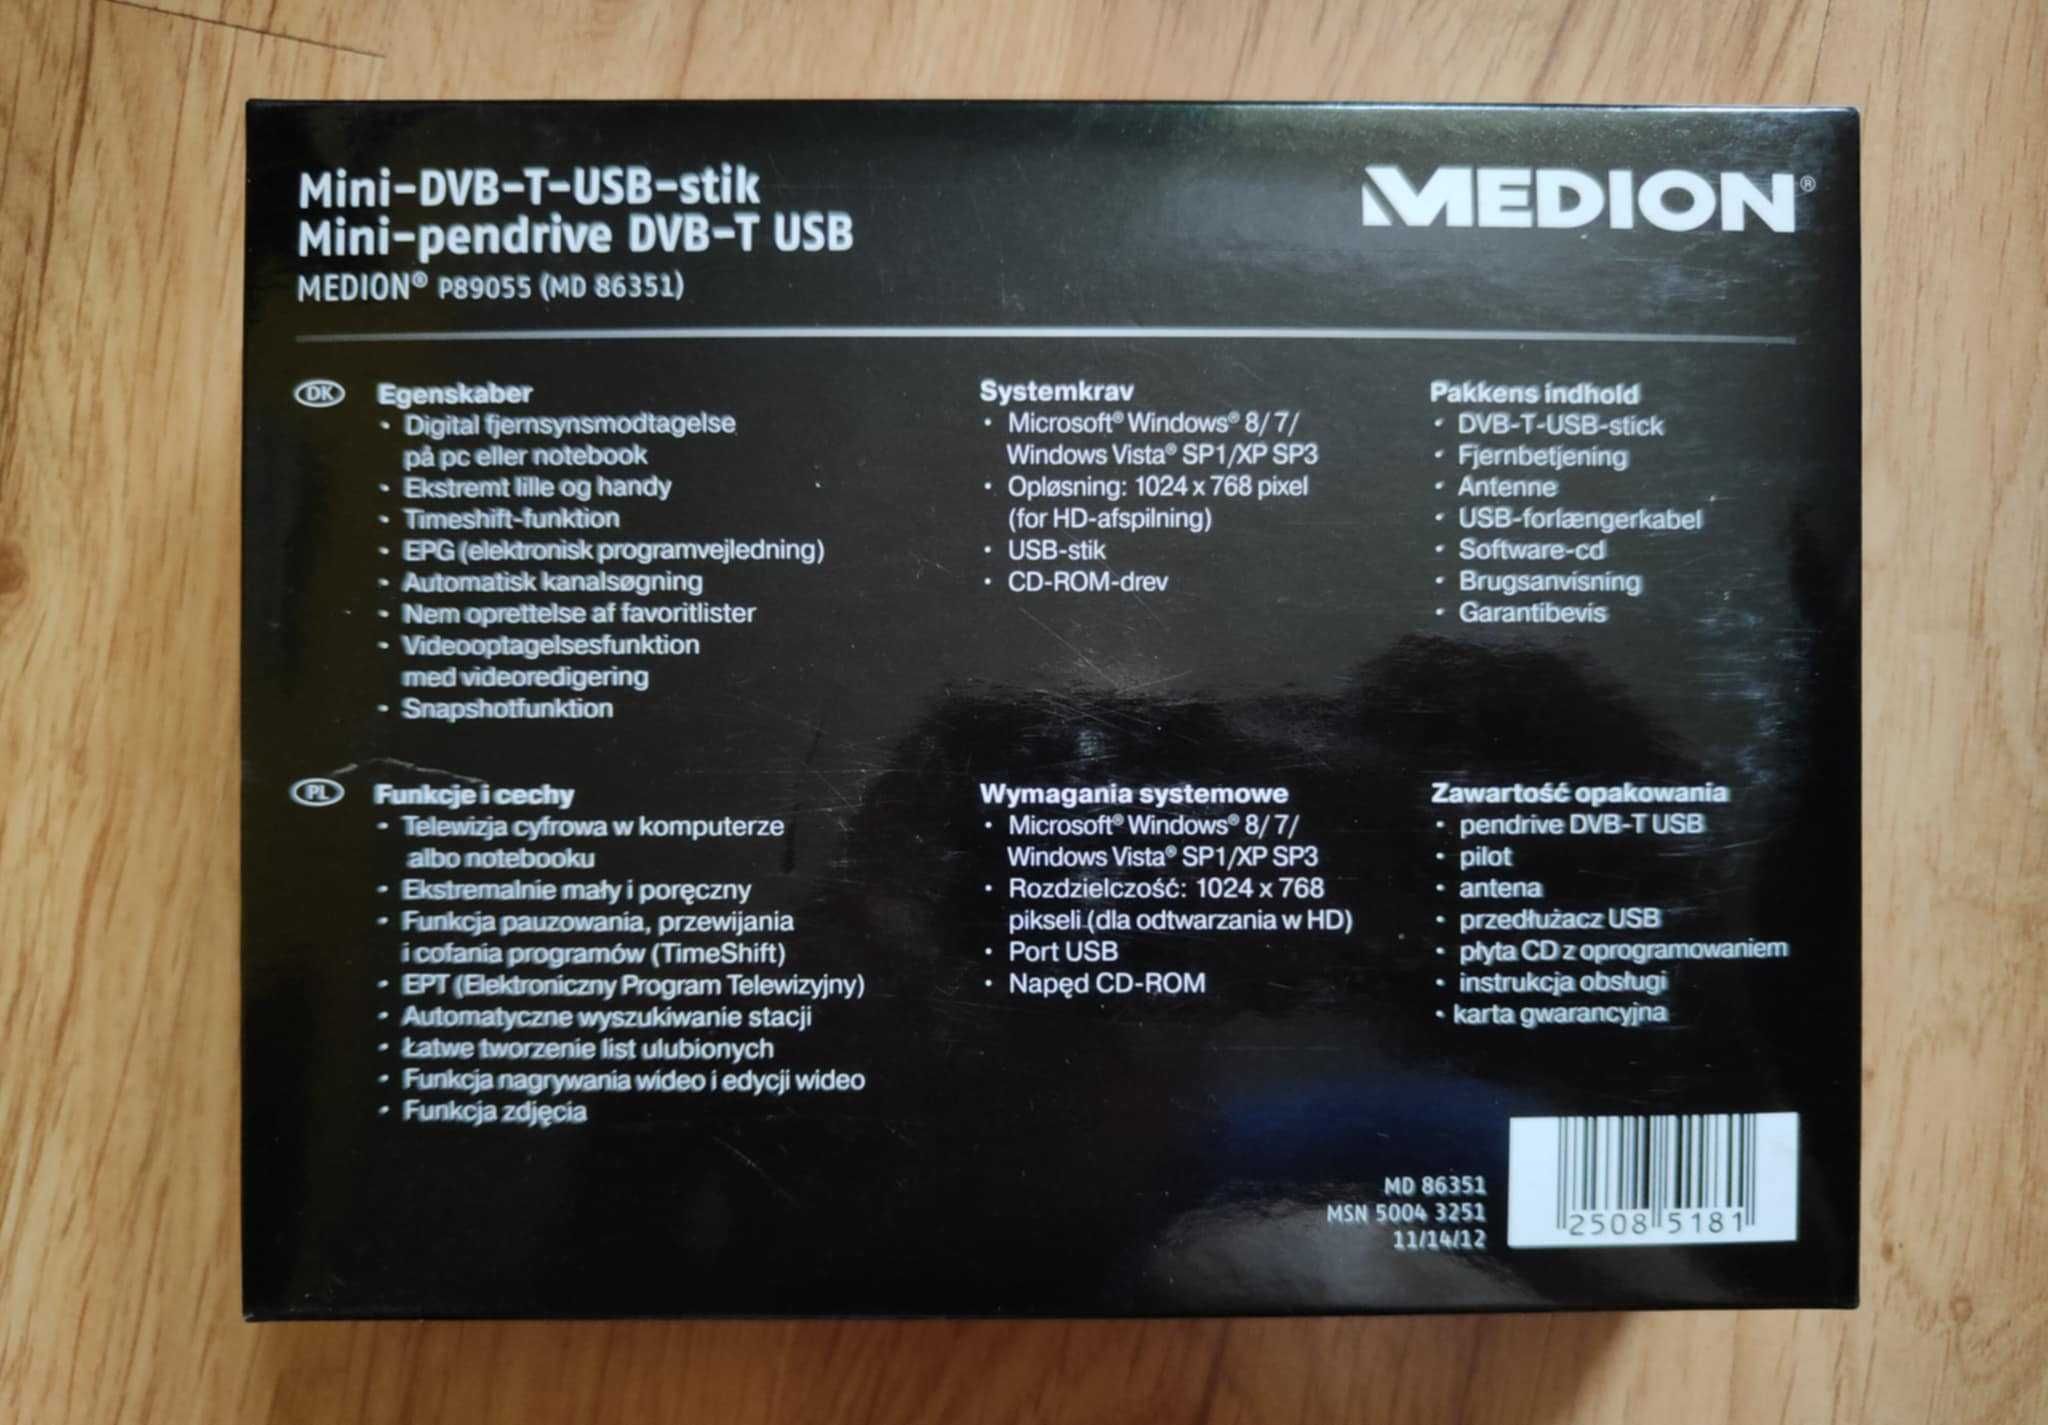 Mini-DVB-T-USB-stik
Mini-pendrive DVB-T USB
MEDION® P89055 (MD 86351)
MEDION®
DK
Egenskaber
• Digital fjernsynsmodtagelse
på pc eller notebook
• Ekstremt lille og handy
• Timeshift-funktion
• EPG (elektronisk programvejledning)
• Automatisk kanalsøgning
• Nem oprettelse af favoritlister
• Videooptagelsesfunktion
med videoredigering
• Snapshotfunktion
Systemkrav
• Microsoft® Windows® 8/ 7/
Windows Vista® SP1/XP SP3
• Opløsning: 1024 x 768 pixel
(for HD-afspilning)
• USB-stik
• CD-ROM-drev
Pakkens indhold
• DVB-T-USB-stick
• Fjernbetjening
• Antenne
• USB-forlængerkabel
• Software-cd
• Brugsanvisning
• Garantibevis
PL
Funkcje i cechy
• Telewizja cyfrowa w komputerze
albo notebooku
• Ekstremalnie mały i poręczny
• Funkcja pauzowania, przewijania
i cofania programów (TimeShift)
• EPT (Elektroniczny Program Telewizyjny)
• Automatyczne wyszukiwanie stacji
• Łatwe tworzenie list ulubionych
• Funkcja nagrywania wideo i edycji wideo
• Funkcja zdjęcia
Wymagania systemowe
• Microsoft® Windows® 8/ 7/
Windows Vista® SP1/XP SP3
• Rozdzielczość: 1024 x 768
pikseli (dla odtwarzania w HD)
• Port USB
• Napęd CD-ROM
Zawartość opakowania
• pendrive DVB-T USB
• pilot
• antena
• przedłużacz USB
• płyta CD z oprogramowaniem
• instrukcja obsługi
• karta gwarancyjna
MD 86351
MSN 5004 3251
11/14/12
2508 5181